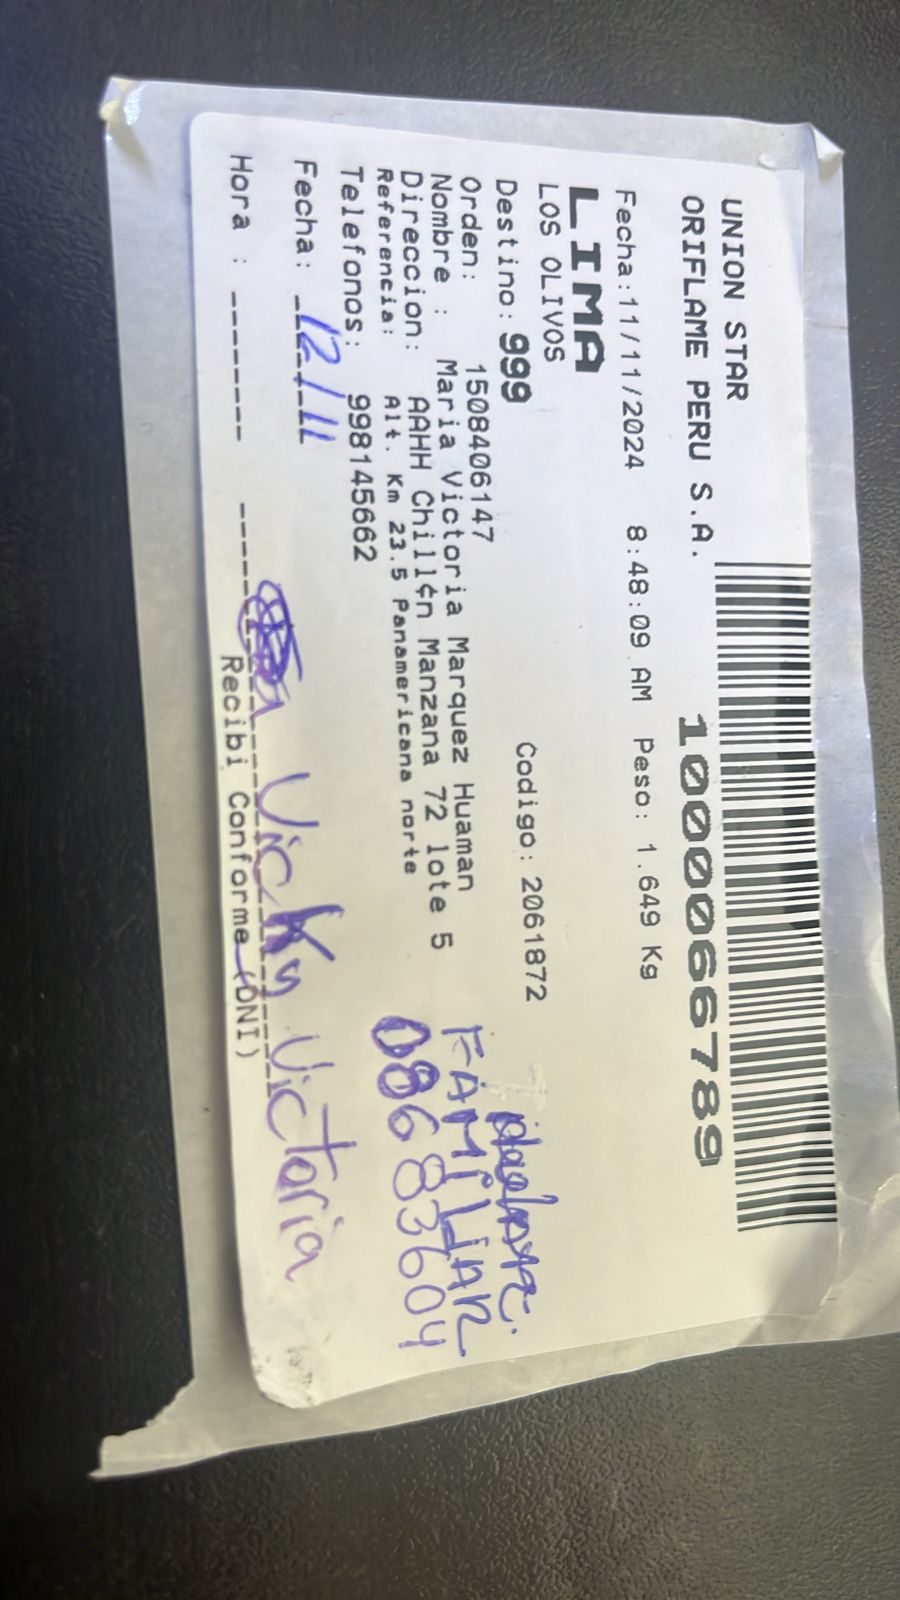 UNION STAR
ORIFLAME PERU S.A.
1000066789
Fecha:11/11/2024 8:48:09 AM Peso: 1.649 Kg
LIMA
LOS OLIVOS
Destino: 999 Codigo: 2061872
Orden: 1508406147
Nombre : Maria Victoria Marquez Huaman
Direccion: AAHH Chill¢n Manzana 72 lote 5
Referencia: Alt. Km 23.5 Panamericana norte
Telefonos: 998145662
FAMiLiAR
08683604
Fecha: 12/11
Vicky Victoria
Hora : ------- Recibi Conforme (DNI)